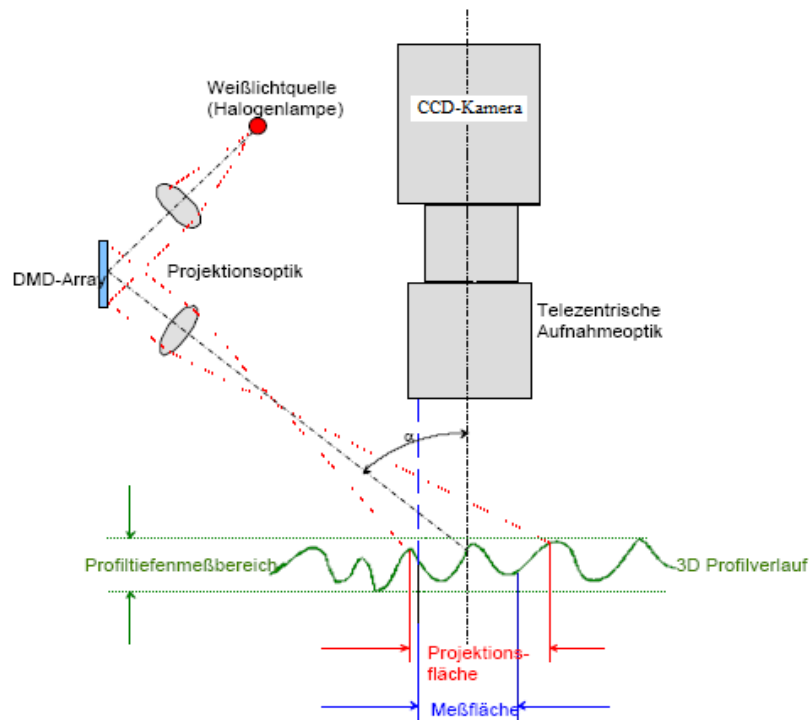 Weißlichtquelle
(Halogenlampe)
CCD-Kamera
Projektionsoptik
DMD-Array
Telezentrische
Aufnahmeoptik
α
Profiltiefenmeßbereich
3D Profilverlauf
Projektions-
fläche
Meßfläche